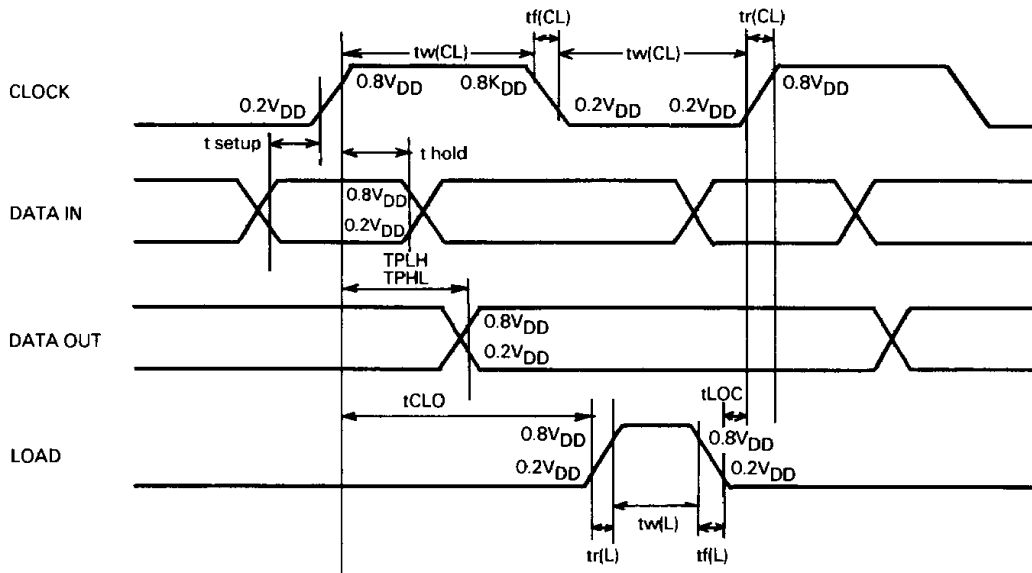 tf(CL) tr(CL)
tw(CL) tw(CL)
CLOCK 0.8VDD 0.8KDD 0.8VDD
0.2VDD 0.2VDD 0.2VDD
t setup t hold
DATA IN 0.8VDD
0.2VDD
TPLH
TPHL
DATA OUT 0.8VDD
0.2VDD
tCLO tLOC
LOAD 0.8VDD 0.8VDD
0.2VDD 0.2VDD
tr(L) tw(L) tf(L)